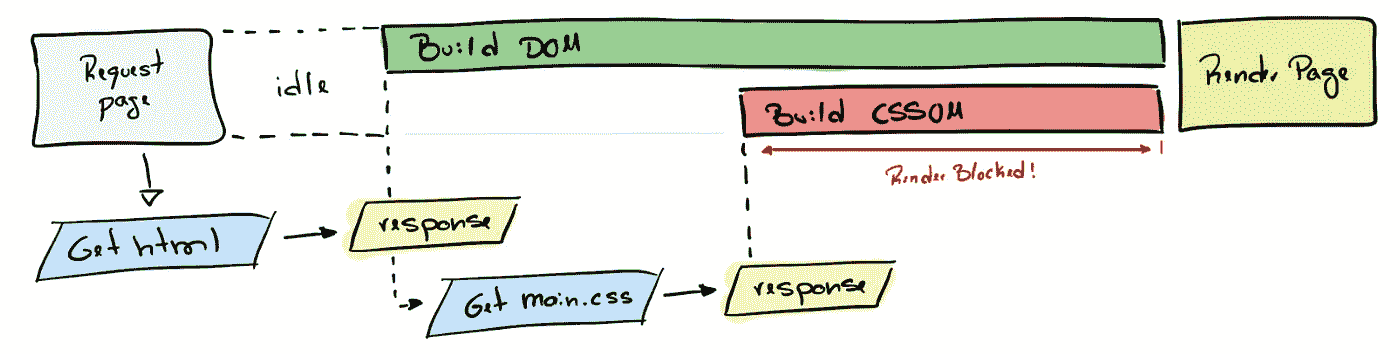 Request
page
idle
Build DOM
Build CSSOM
Render Page
Render Blocked!
Get html
response
Get main.css
response